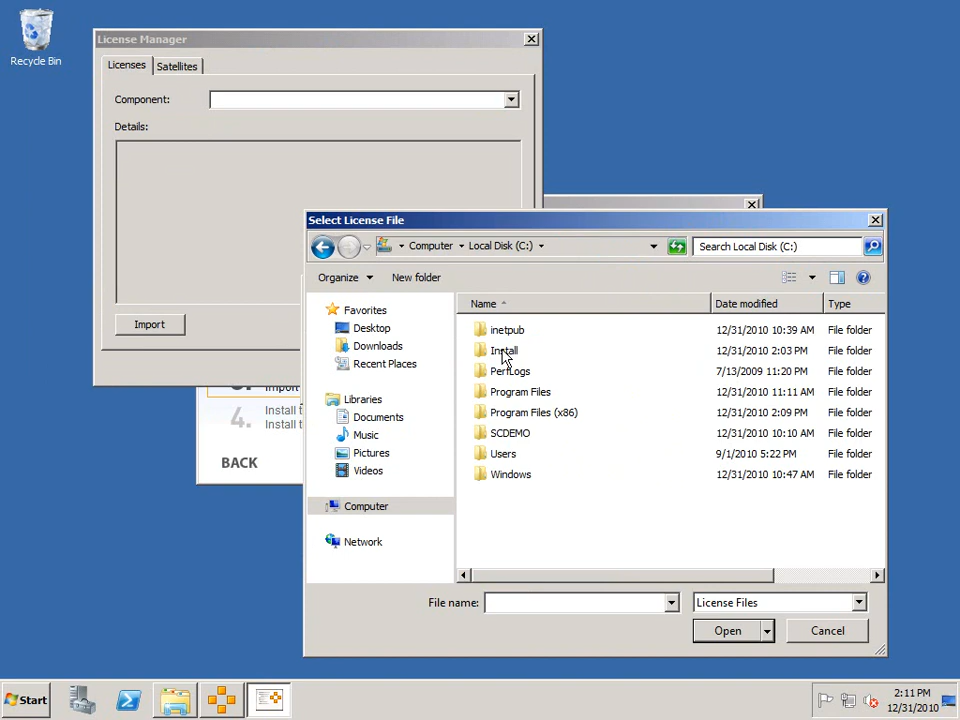 Recycle Bin
License Manager
Licenses
Satellites
Component:
Details:
Import
Import
4.
Install t
Install t
BACK
Select License File
Computer
Local Disk (C:)
Search Local Disk (C:)
Organize
New folder
Favorites
Desktop
Downloads
Recent Places
Libraries
Documents
Music
Pictures
Videos
Computer
Network
Name
Date modified
Type
inetpub
12/31/2010 10:39 AM
File folder
Install
12/31/2010 2:03 PM
File folder
PerfLogs
7/13/2009 11:20 PM
File folder
Program Files
12/31/2010 11:11 AM
File folder
Program Files (x86)
12/31/2010 2:09 PM
File folder
SCDEMO
12/31/2010 10:10 AM
File folder
Users
9/1/2010 5:22 PM
File folder
Windows
12/31/2010 10:47 AM
File folder
File name:
License Files
Open
Cancel
Start
2:11 PM
12/31/2010